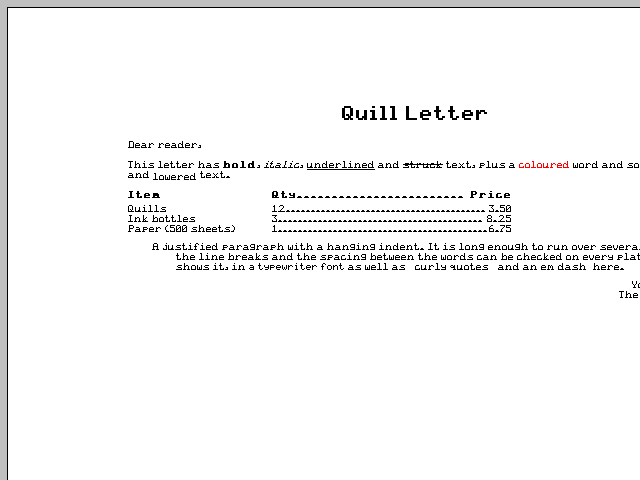 Quill Letter
Dear reader,
This letter has bold, italic, underlined and struck text, plus a coloured word and so
and lowered text.
Item Qty........................ Price
Quills 12................................ 3.50
Ink bottles 3................................. 8.25
Paper (500 sheets) 1..................................6.75
A justified paragraph with a hanging indent. It is long enough to run over severa
the line breaks and the spacing between the words can be checked on every plat
shows it, in a typewriter font as well as curly quotes and an em dash here.
Yo
The